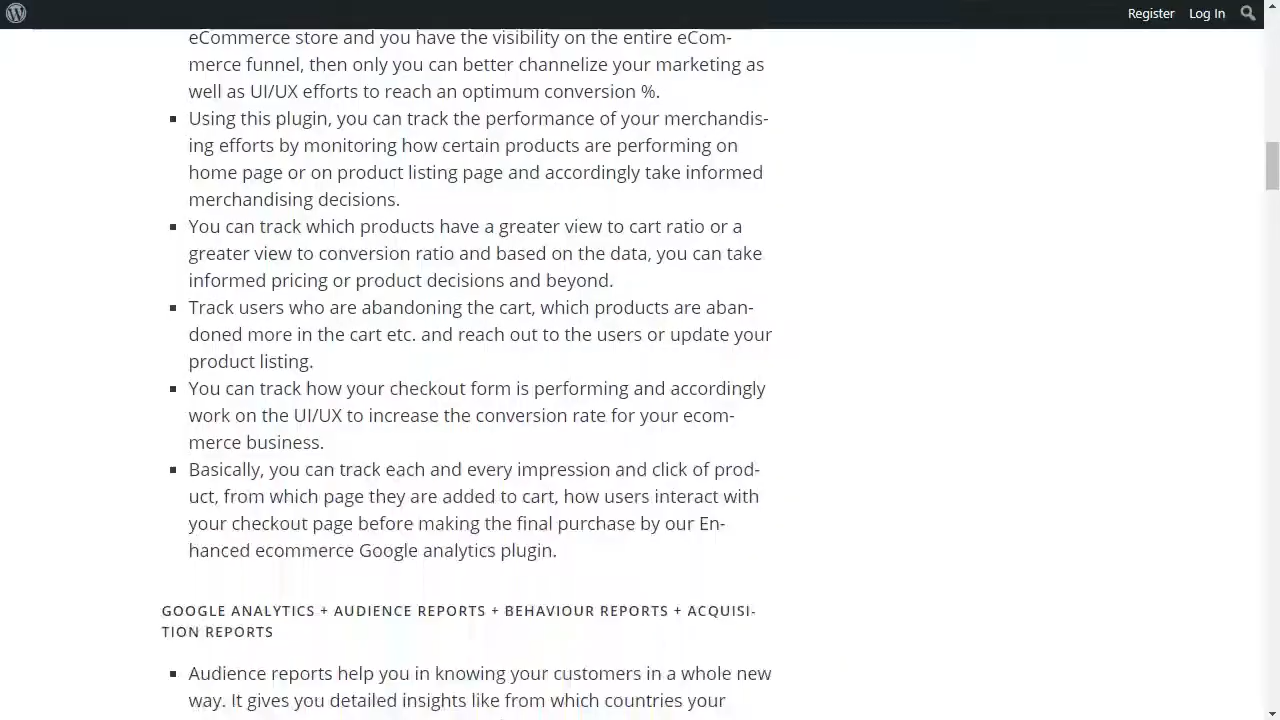 Register Log In
eCommerce store and you have the visibility on the entire eCom-
merce funnel, then only you can better channelize your marketing as
well as UI/UX efforts to reach an optimum conversion %.
Using this plugin, you can track the performance of your merchandis-
ing efforts by monitoring how certain products are performing on
home page or on product listing page and accordingly take informed
merchandising decisions.
You can track which products have a greater view to cart ratio or a
greater view to conversion ratio and based on the data, you can take
informed pricing or product decisions and beyond.
Track users who are abandoning the cart, which products are aban-
doned more in the cart etc. and reach out to the users or update your
product listing.
You can track how your checkout form is performing and accordingly
work on the UI/UX to increase the conversion rate for your ecom-
merce business.
Basically, you can track each and every impression and click of prod-
uct, from which page they are added to cart, how users interact with
your checkout page before making the final purchase by our En-
hanced ecommerce Google analytics plugin.
GOOGLE ANALYTICS + AUDIENCE REPORTS + BEHAVIOUR REPORTS + ACQUISI-
TION REPORTS
Audience reports help you in knowing your customers in a whole new
way. It gives you detailed insights like from which countries your